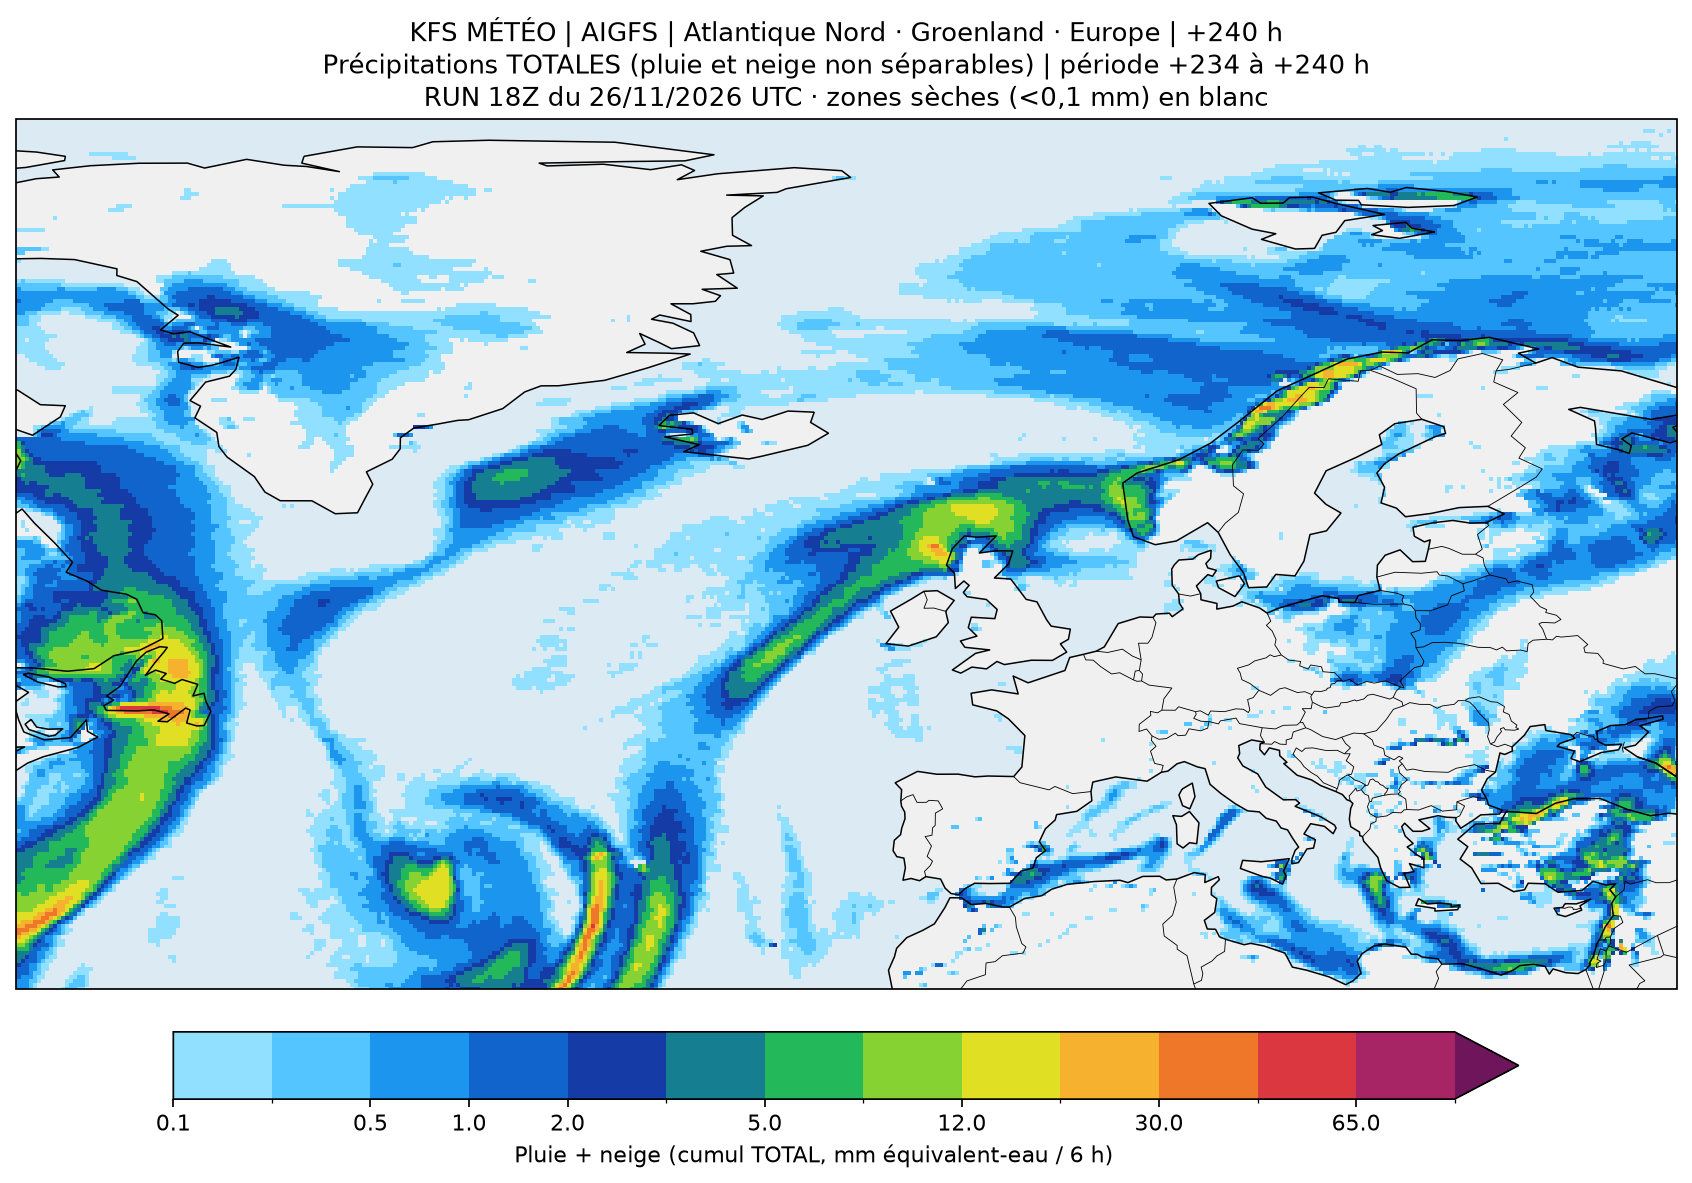 KFS MÉTÉO | AIGFS | Atlantique Nord · Groenland · Europe | +240 h
Précipitations TOTALES (pluie et neige non séparables) | période +234 à +240 h
RUN 18Z du 26/11/2026 UTC · zones sèches (<0,1 mm) en blanc
0.1 0.5 1.0 2.0 5.0 12.0 30.0 65.0
Pluie + neige (cumul TOTAL, mm équivalent-eau / 6 h)